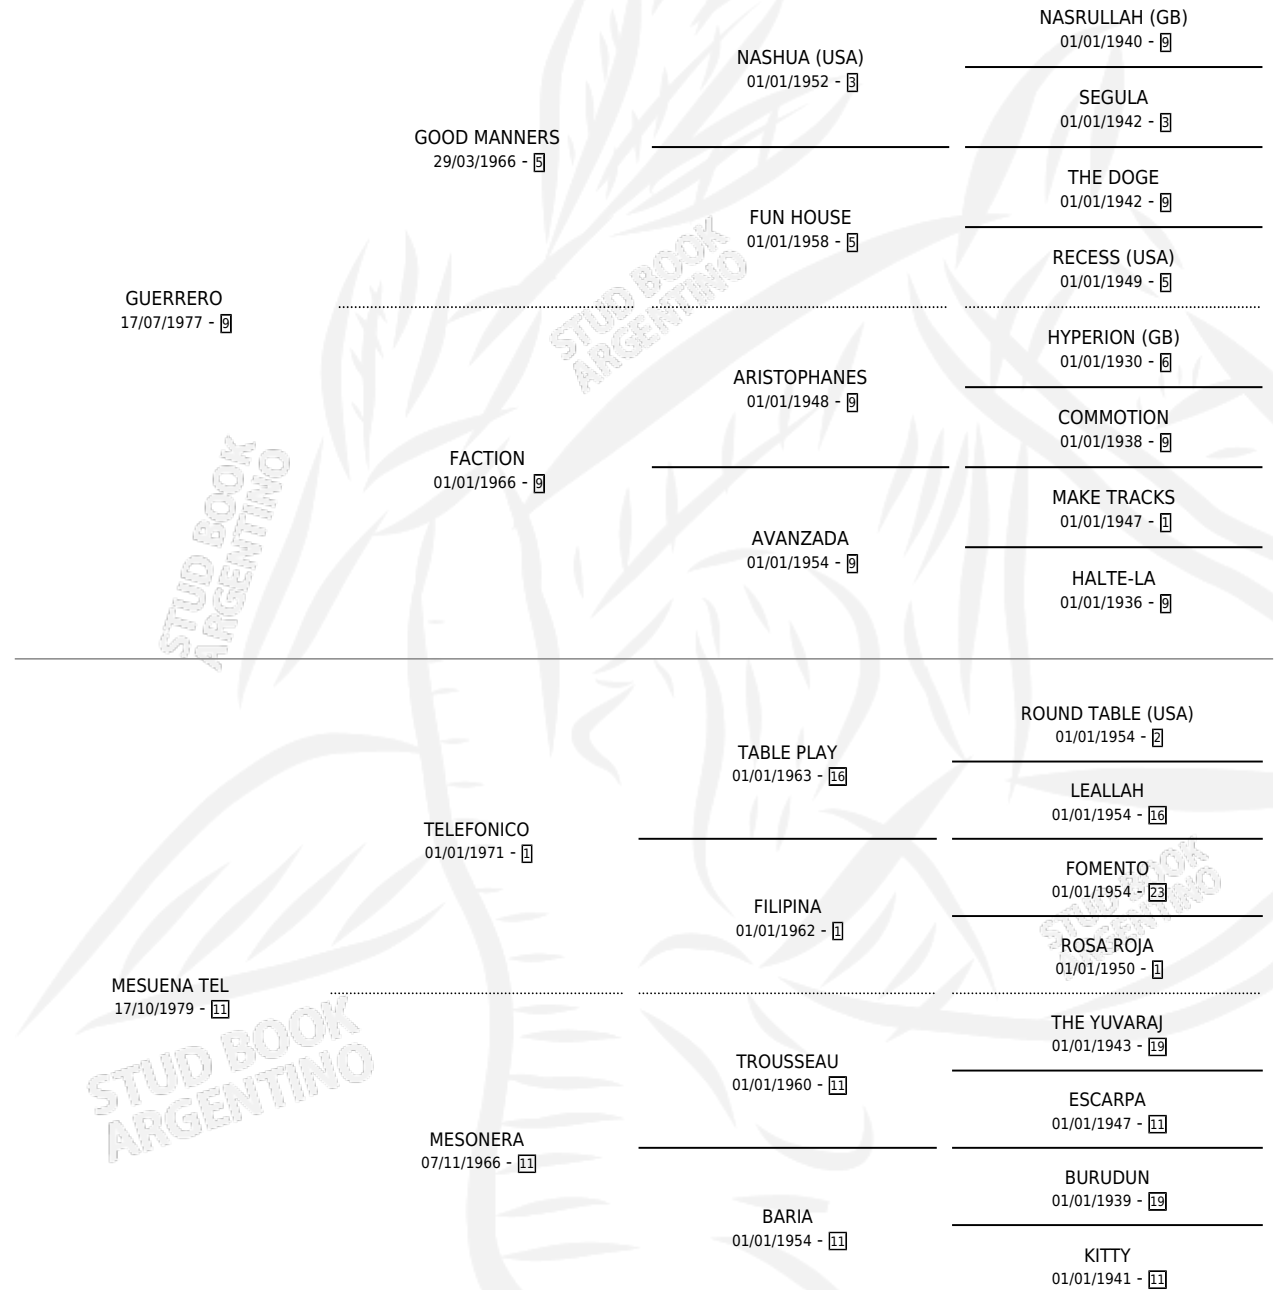 NASRULLAH (GB)
01/01/1940 - 9
NASHUA (USA)
01/01/1952 - 3
SEGULA
01/01/1942 - 3
GOOD MANNERS
29/03/1966 - 5
THE DOGE
01/01/1942 - 9
FUN HOUSE
01/01/1958 - 5
RECESS (USA)
01/01/1949 - 5
GUERRERO
17/07/1977 - 9
HYPERION (GB)
01/01/1930 - 6
ARISTOPHANES
01/01/1948 - 9
COMMOTION
01/01/1938 - 9
FACTION
01/01/1966 - 9
MAKE TRACKS
01/01/1947 - 1
AVANZADA
01/01/1954 - 9
HALTE-LA
01/01/1936 - 9
ROUND TABLE (USA)
01/01/1954 - 2
TABLE PLAY
01/01/1963 - 16
LEALLAH
01/01/1954 - 16
TELEFONICO
01/01/1971 - 1
FOMENTO
01/01/1954 - 23
FILIPINA
01/01/1962 - 1
ROSA ROJA
01/01/1950 - 1
MESUENA TEL
17/10/1979 - 11
THE YUVARAJ
01/01/1943 - 19
TROUSSEAU
01/01/1960 - 11
ESCARPA
01/01/1947 - 11
MESONERA
07/11/1966 - 11
BURUDUN
01/01/1939 - 19
BARIA
01/01/1954 - 11
KITTY
01/01/1941 - 11
STUD BOOK
ARGENTINO
STUD BOOK
ARGENTINO
STUD BOOK
ARGENTINO
STUD BOOK
ARGENTINO